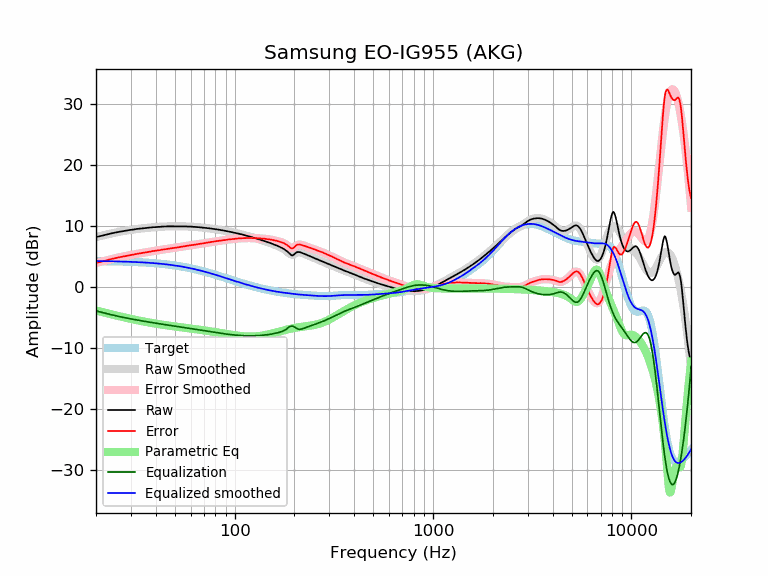 Samsung EO-IG955 (AKG)
Amplitude (dBr)
30
20
10
0
−10
−20
−30
Target
Raw Smoothed
Error Smoothed
Raw
Error
Parametric Eq
Equalization
Equalized smoothed
100
1000
10000
Frequency (Hz)